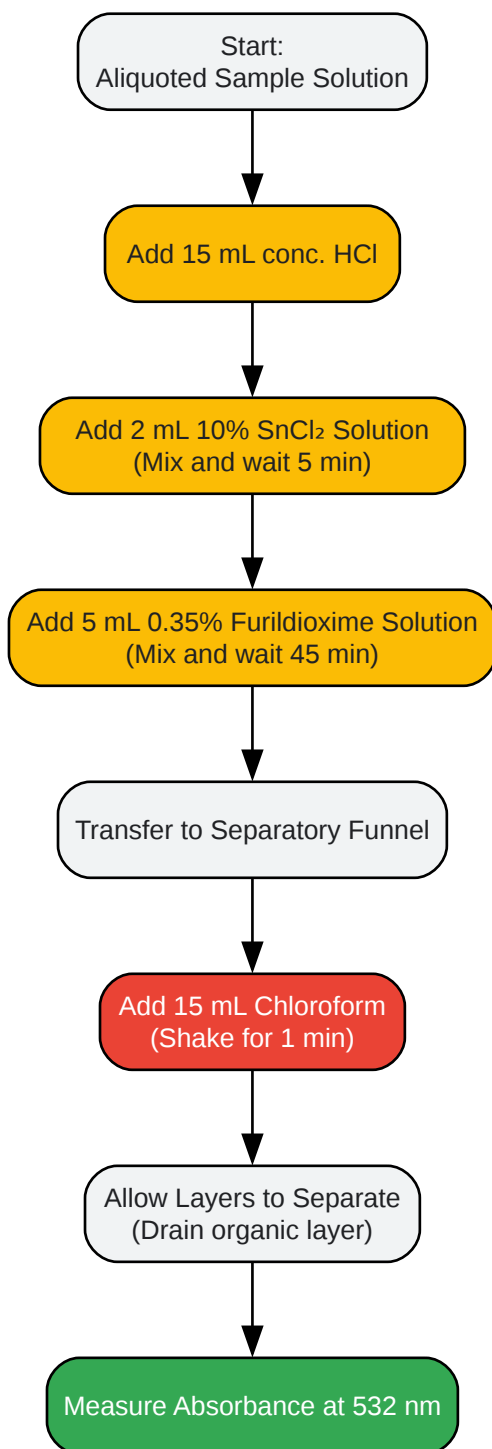 Start:
Aliquoted Sample Solution
Add 15 mL conc. HCl
Add 2 mL 10% SnCl₂ Solution
(Mix and wait 5 min)
Add 5 mL 0.35% Furildioxime Solution
(Mix and wait 45 min)
Transfer to Separatory Funnel
Add 15 mL Chloroform
(Shake for 1 min)
Allow Layers to Separate
(Drain organic layer)
Measure Absorbance at 532 nm